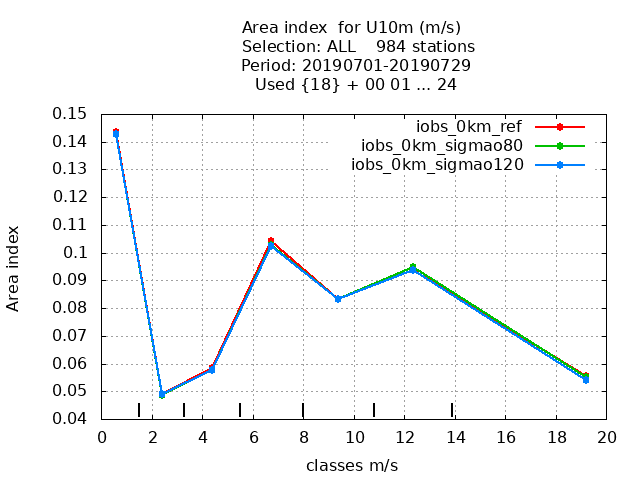 Area index  for U10m (m/s)
Selection: ALL    984 stations
Period: 20190701-20190729
Used {18} + 00 01 ... 24
0.15
0.14
0.13
0.12
0.11
0.1
0.09
0.08
0.07
0.06
0.05
0.04
Area index
iobs_0km_ref
iobs_0km_sigmao80
iobs_0km_sigmao120
0 2 4 6 8 10 12 14 16 18 20
classes m/s